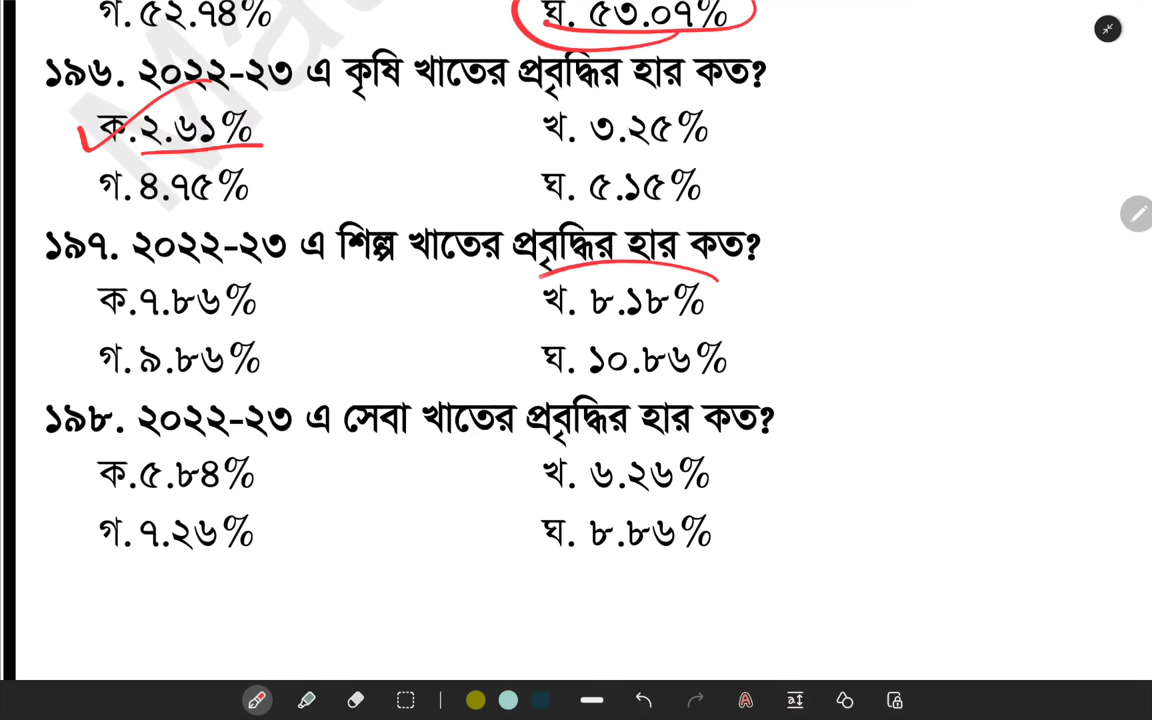 গ. ৫২.৭৪% ঘ. ৫৩.০৭%
১৯৬. ২০২২-২৩ এ কৃষি খাতের প্রবৃদ্ধির হার কত?
ক.২.৬১% খ. ৩.২৫%
গ. ৪.৭৫% ঘ. ৫.১৫%
১৯৭. ২০২২-২৩ এ শিল্প খাতের প্রবৃদ্ধির হার কত?
ক.৭.৮৬% খ. ৮.১৮%
গ. ৯.৮৬% ঘ. ১০.৮৬%
১৯৮. ২০২২-২৩ এ সেবা খাতের প্রবৃদ্ধির হার কত?
ক.৫.৮৪% খ. ৬.২৬%
গ. ৭.২৬% ঘ. ৮.৮৬%